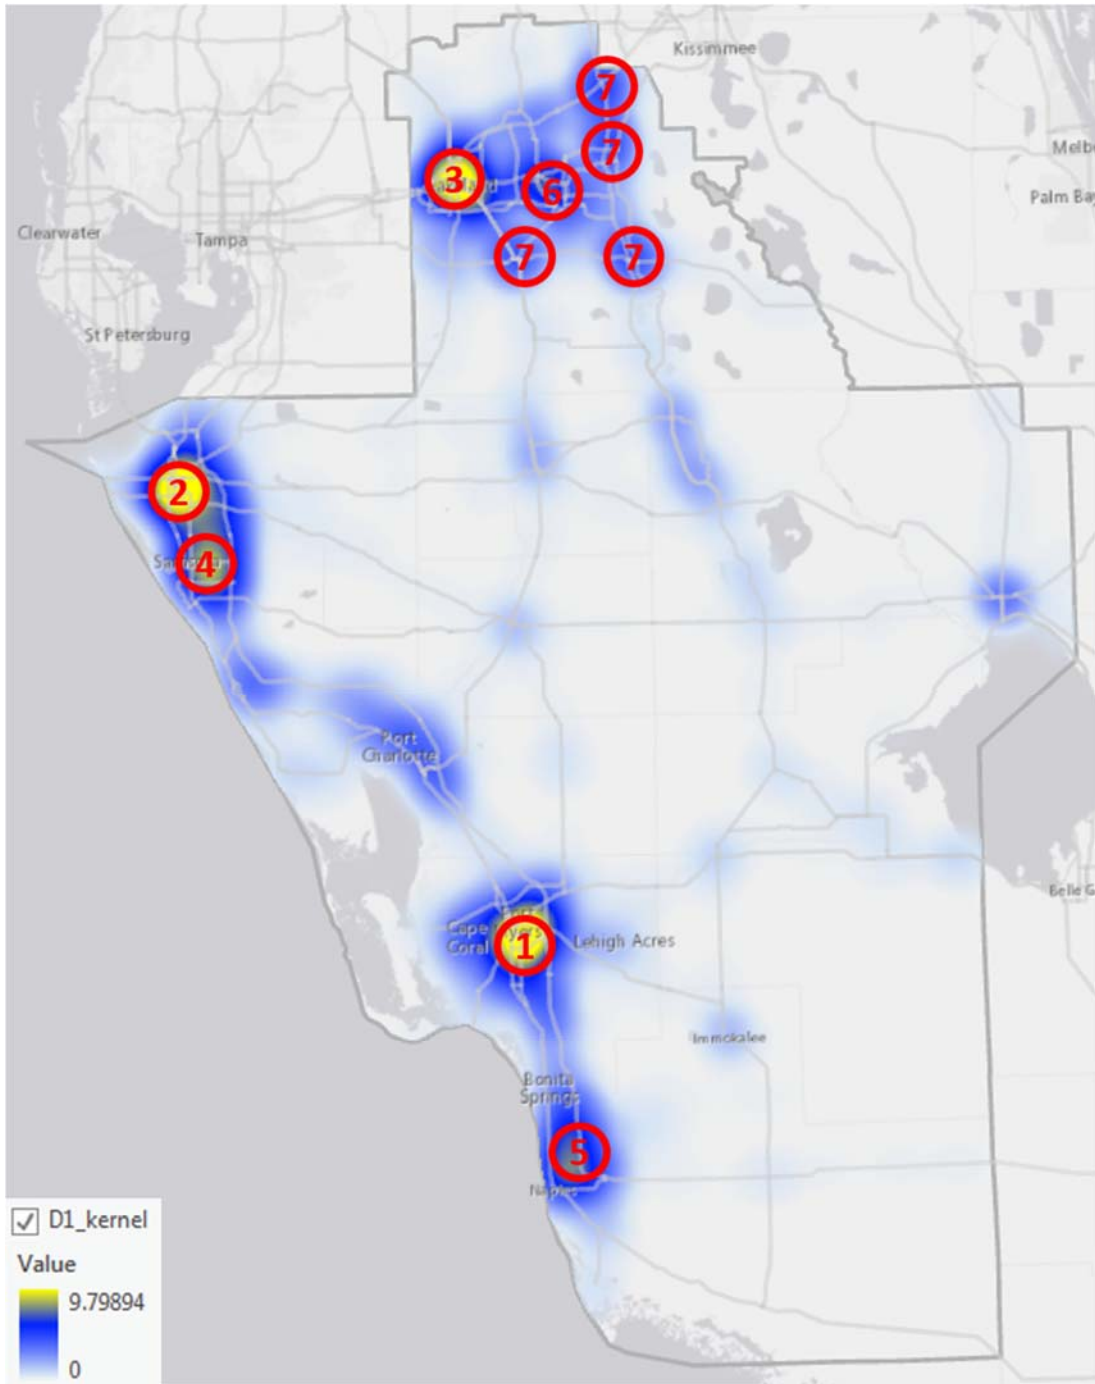 Kissimmee
7
Melb
7
3
6
Palm Bay
Clearwater
Tampa
7
7
St Petersburg
2
4
Port
Charlotte
Belle G
Cape
Coral
1
Lehigh Acres
Immokalee
Bonita
Springs
5
Naples
D1_kernel
Value
9.79894
0